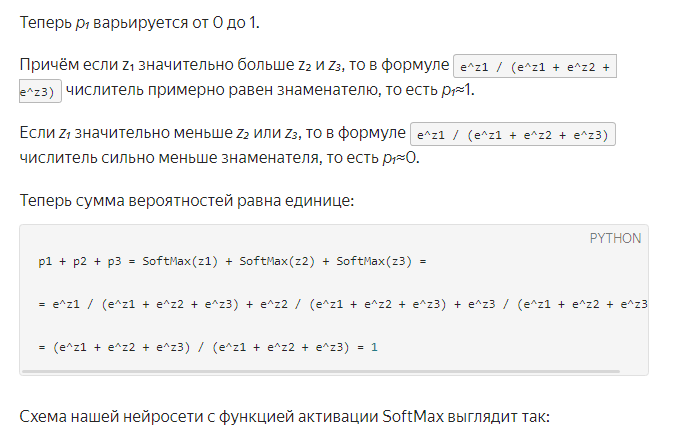 Теперь p₁ варьируется от 0 до 1.
Причём если z₁ значительно больше z₂ и z₃, то в формуле e^z1 / (e^z1 + e^z2 +
e^z3) числитель примерно равен знаменателю, то есть p₁≈1.
Если z₁ значительно меньше z₂ или z₃, то в формуле e^z1 / (e^z1 + e^z2 + e^z3)
числитель сильно меньше знаменателя, то есть p₁≈0.
Теперь сумма вероятностей равна единице:
PYTHON
p1 + p2 + p3 = SoftMax(z1) + SoftMax(z2) + SoftMax(z3) =
= e^z1 / (e^z1 + e^z2 + e^z3) + e^z2 / (e^z1 + e^z2 + e^z3) + e^z3 / (e^z1 + e^z2 + e^z3
= (e^z1 + e^z2 + e^z3) / (e^z1 + e^z2 + e^z3) = 1
Схема нашей нейросети с функцией активации SoftMax выглядит так: